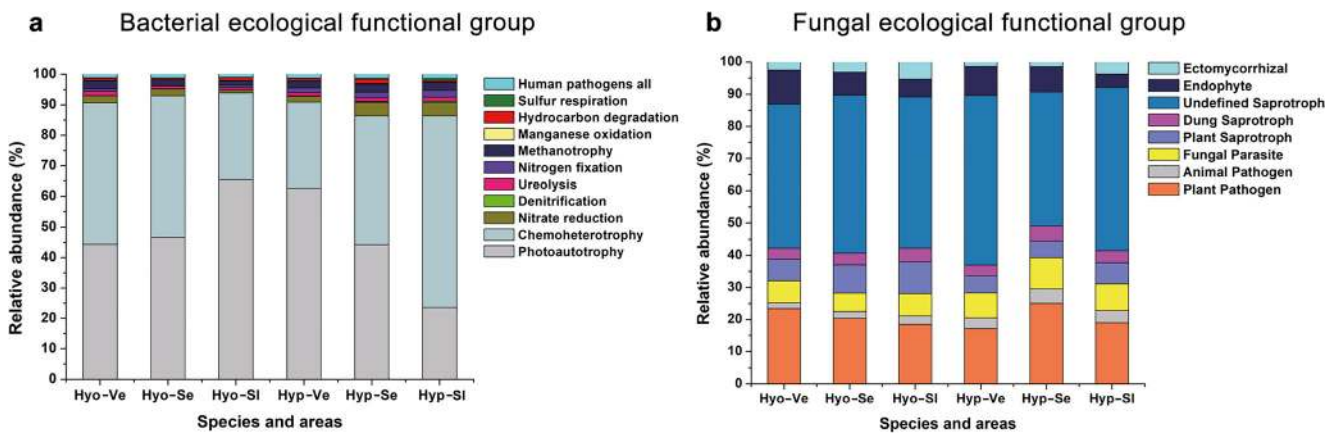 a Bacterial ecological functional group
Relative abundance (%)
100
90
80
70
60
50
40
30
20
10
0
Hyo-Ve Hyo-Se Hyo-Sl Hyp-Ve Hyp-Se Hyp-Sl
Species and areas
Human pathogens all
Sulfur respiration
Hydrocarbon degradation
Manganese oxidation
Methanotrophy
Nitrogen fixation
Ureolysis
Denitrification
Nitrate reduction
Chemoheterotrophy
Photoautotrophy
b Fungal ecological functional group
Relative abundance (%)
100
90
80
70
60
50
40
30
20
10
0
Hyo-Ve Hyo-Se Hyo-Sl Hyp-Ve Hyp-Se Hyp-Sl
Species and areas
Ectomycorrhizal
Endophyte
Undefined Saprotroph
Dung Saprotroph
Plant Saprotroph
Fungal Parasite
Animal Pathogen
Plant Pathogen